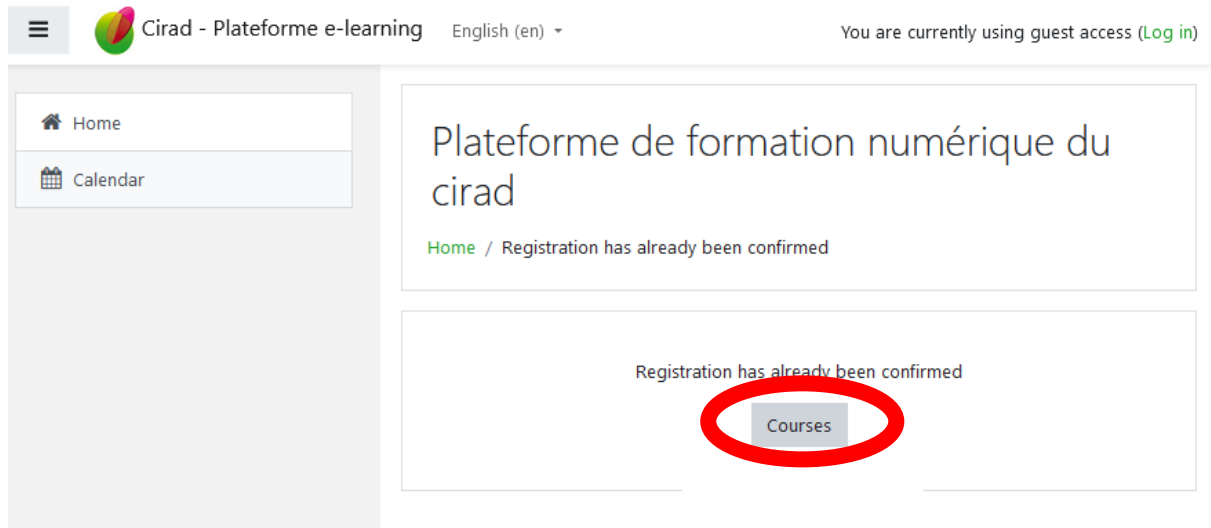 Cirad - Plateforme e-learning English (en) You are currently using guest access (Log in)
Home
Calendar
Plateforme de formation numérique du
cirad
Home / Registration has already been confirmed
Registration has already been confirmed
Courses